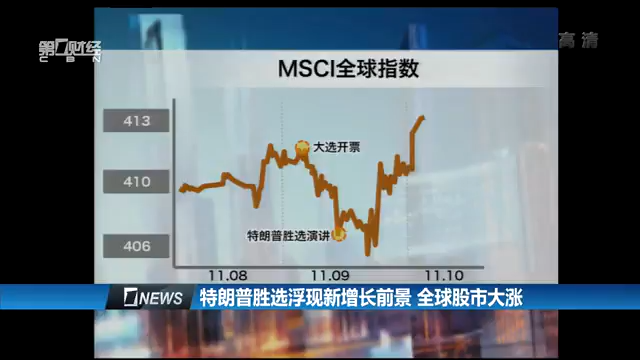 第一财经
CBN
高清
MSCI全球指数
413
大选开票
410
特朗普胜选演讲
406
11.08 11.09 11.10
NEWS 特朗普胜选浮现新增长前景 全球股市大涨